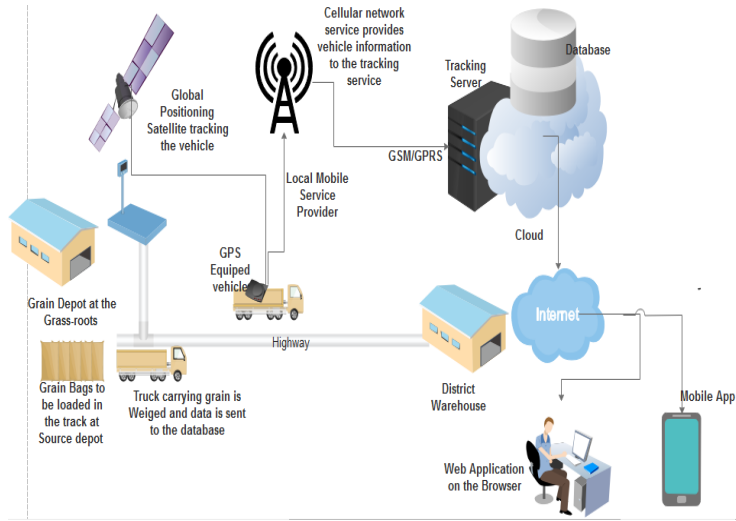 Cellular network
service provides
vehicle information
to the tracking
service
Database
Tracking
Server
Global
Positioning
Satellite tracking
the vehicle
GSM/GPRS
Local Mobile
Service
Provider
Cloud
GPS
Equiped
vehicle
Grain Depot at the
Grass-roots
Internet
Highway
Grain Bags to
be loaded in
the track at
Source depot
Truck carrying grain is
Weiged and data is sent
to the database
District
Warehouse
Mobile App
Web Application
on the Browser